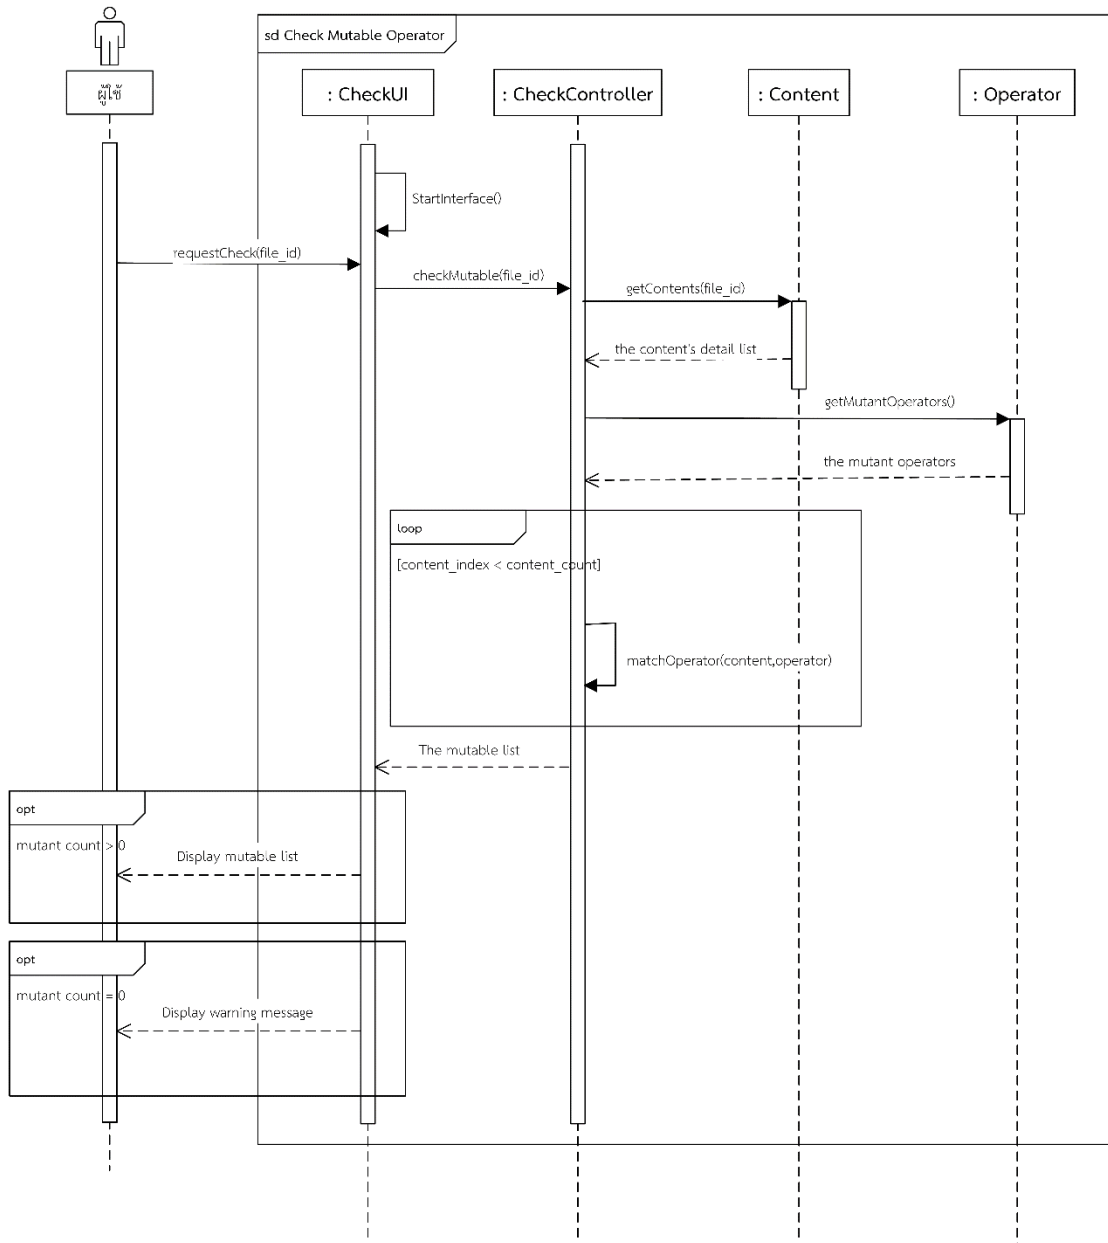 sd Check Mutable Operator
ผู้ใช้
: CheckUI
: CheckController
: Content
: Operator
StartInterface()
requestCheck(file_id)
checkMutable(file_id)
getContents(file_id)
the content's detail list
getMutantOperators()
the mutant operators
loop
[content_index < content_count]
matchOperator(content,operator)
The mutable list
opt
mutant count > 0
Display mutable list
opt
mutant count = 0
Display warning message